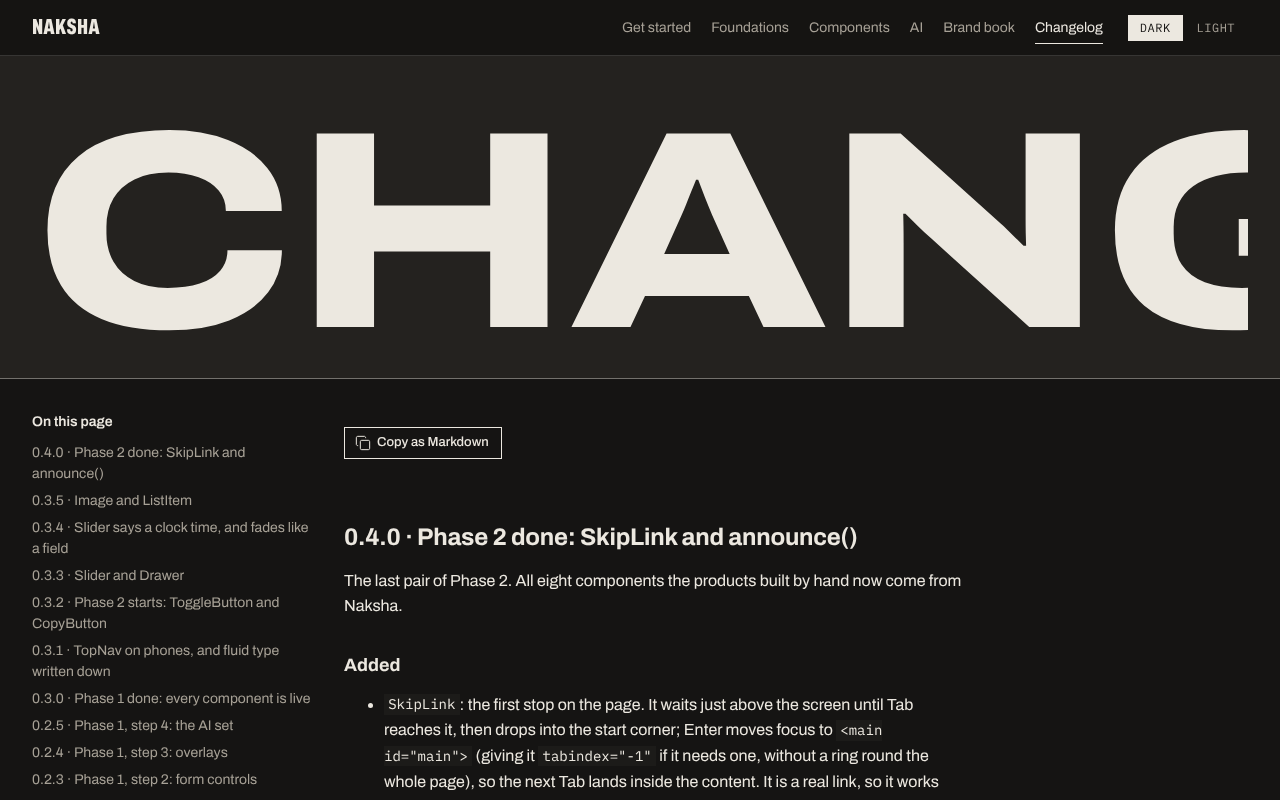 NAKSHA
Get started
Foundations
Components
AI
Brand book
Changelog
DARK
LIGHT
CHANG
On this page
0.4.0 · Phase 2 done: SkipLink and
announce()
0.3.5 · Image and ListItem
0.3.4 · Slider says a clock time, and fades like
a field
0.3.3 · Slider and Drawer
0.3.2 · Phase 2 starts: ToggleButton and
CopyButton
0.3.1 · TopNav on phones, and fluid type
written down
0.3.0 · Phase 1 done: every component is live
0.2.5 · Phase 1, step 4: the AI set
0.2.4 · Phase 1, step 3: overlays
0.2.3 · Phase 1, step 2: form controls
Copy as Markdown
0.4.0 · Phase 2 done: SkipLink and announce()
The last pair of Phase 2. All eight components the products built by hand now come from
Naksha.
Added
• SkipLink: the first stop on the page. It waits just above the screen until Tab
reaches it, then drops into the start corner; Enter moves focus to <main
id="main"> (giving it tabindex="-1" if it needs one, without a ring round the
whole page), so the next Tab lands inside the content. It is a real link, so it works